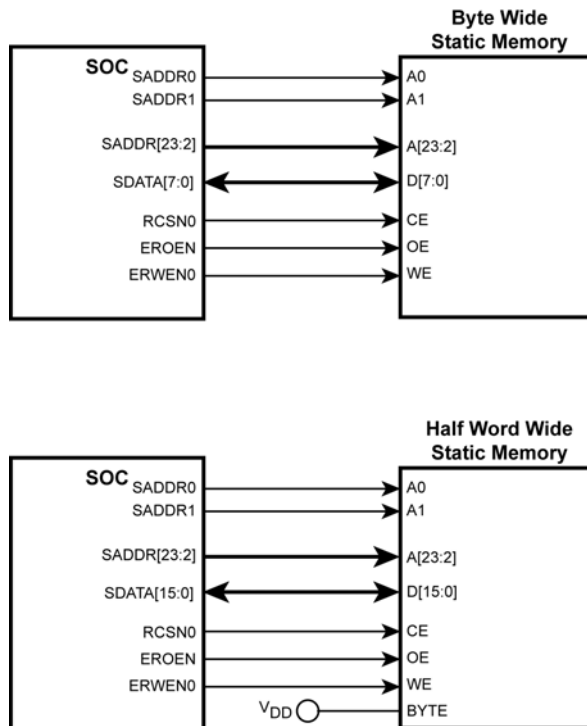 Byte Wide
Static Memory
SOC
SADDR0 A0
SADDR1 A1
SADDR[23:2] A[23:2]
SDATA[7:0] D[7:0]
RCSN0 CE
EROEN OE
ERWEN0 WE
Half Word Wide
Static Memory
SOC
SADDR0 A0
SADDR1 A1
SADDR[23:2] A[23:2]
SDATA[15:0] D[15:0]
RCSN0 CE
EROEN OE
ERWEN0 WE
VDD BYTE